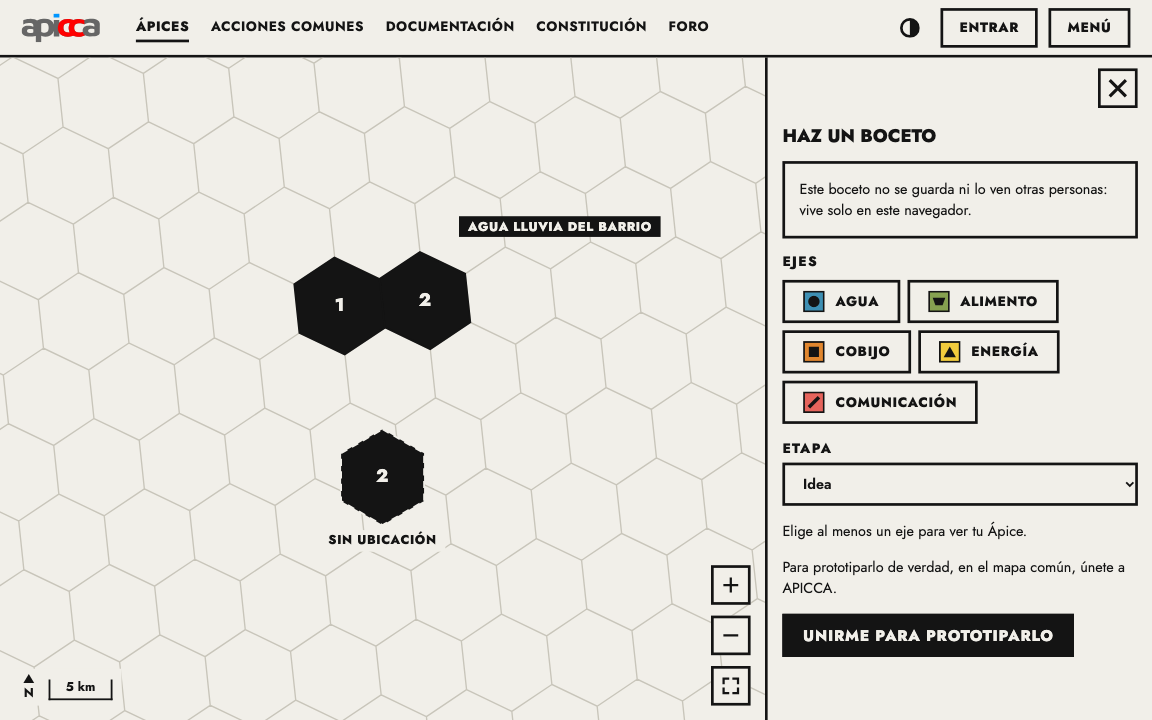 apicca
ÁPICES
ACCIONES COMUNES
DOCUMENTACIÓN
CONSTITUCIÓN
FORO
ENTRAR
MENÚ
AGUA LLUVIA DEL BARRIO
1
2
2
SIN UBICACIÓN
N
5 km
HAZ UN BOCETO
Este boceto no se guarda ni lo ven otras personas:
vive solo en este navegador.
EJES
AGUA
ALIMENTO
COBIJO
ENERGÍA
COMUNICACIÓN
ETAPA
Idea
Elige al menos un eje para ver tu Ápice.
Para prototiparlo de verdad, en el mapa común, únete a
APICCA.
UNIRME PARA PROTOTIPARLO